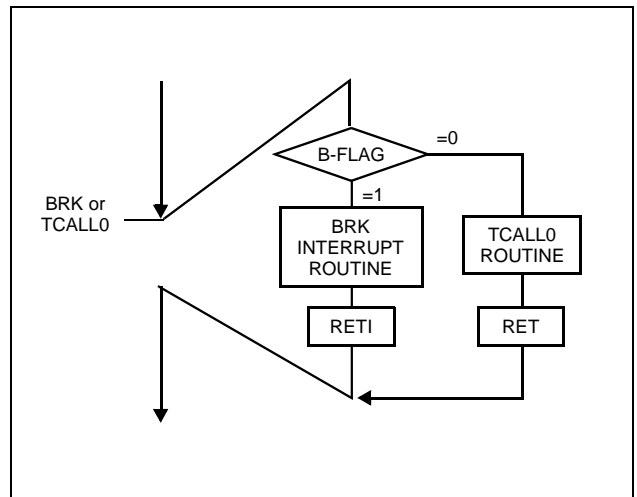 B-FLAG
=0
=1
BRK or
TCALL0
BRK
INTERRUPT
ROUTINE
TCALL0
ROUTINE
RETI
RET